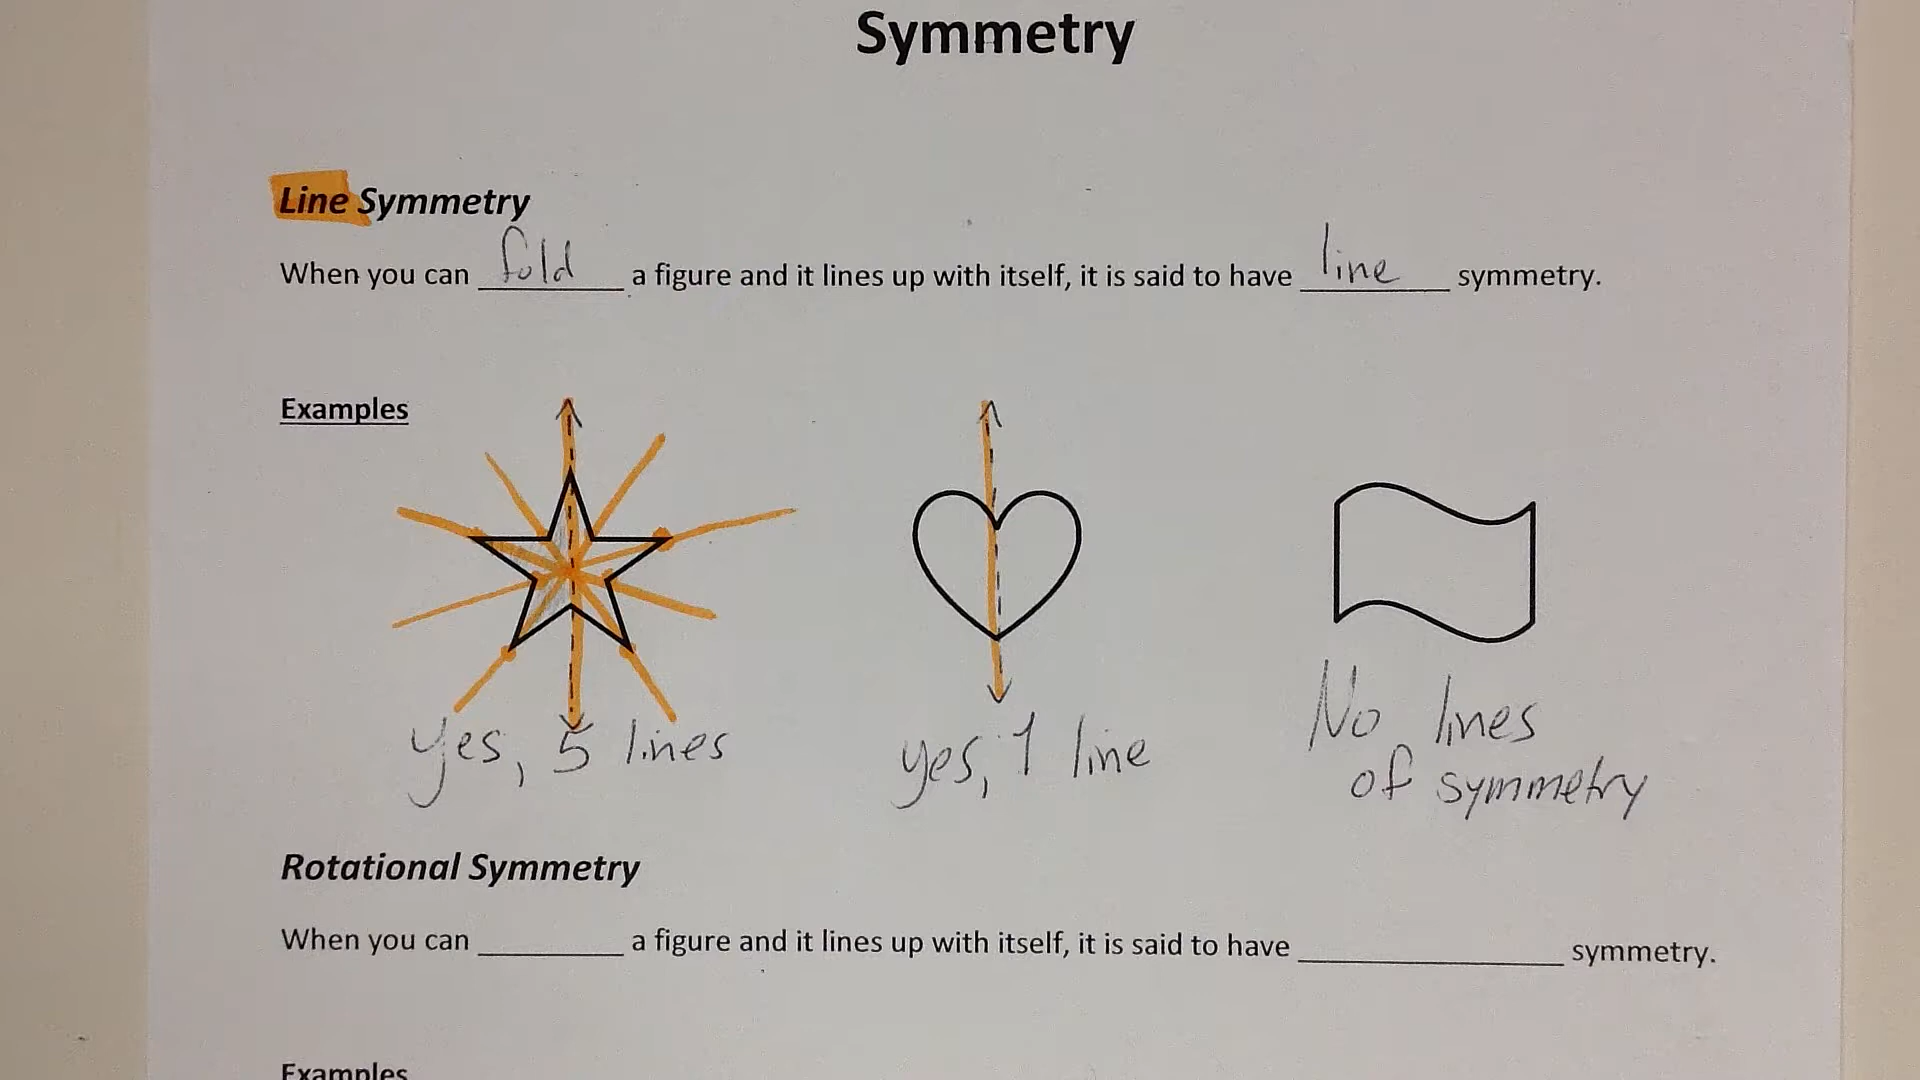 Symmetry
Line Symmetry
When you can fold a figure and it lines up with itself, it is said to have line symmetry.
Examples
yes, 5 lines
yes, 1 line
No lines
of symmetry
Rotational Symmetry
When you can ________ a figure and it lines up with itself, it is said to have ______________ symmetry.
Examples